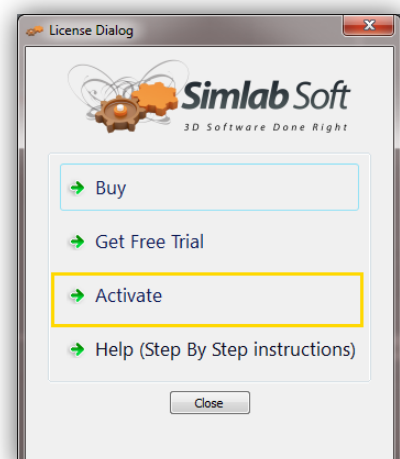 License Dialog
Simlab Soft
3D Software Done Right
Buy
Get Free Trial
Activate
Help (Step By Step instructions)
Close